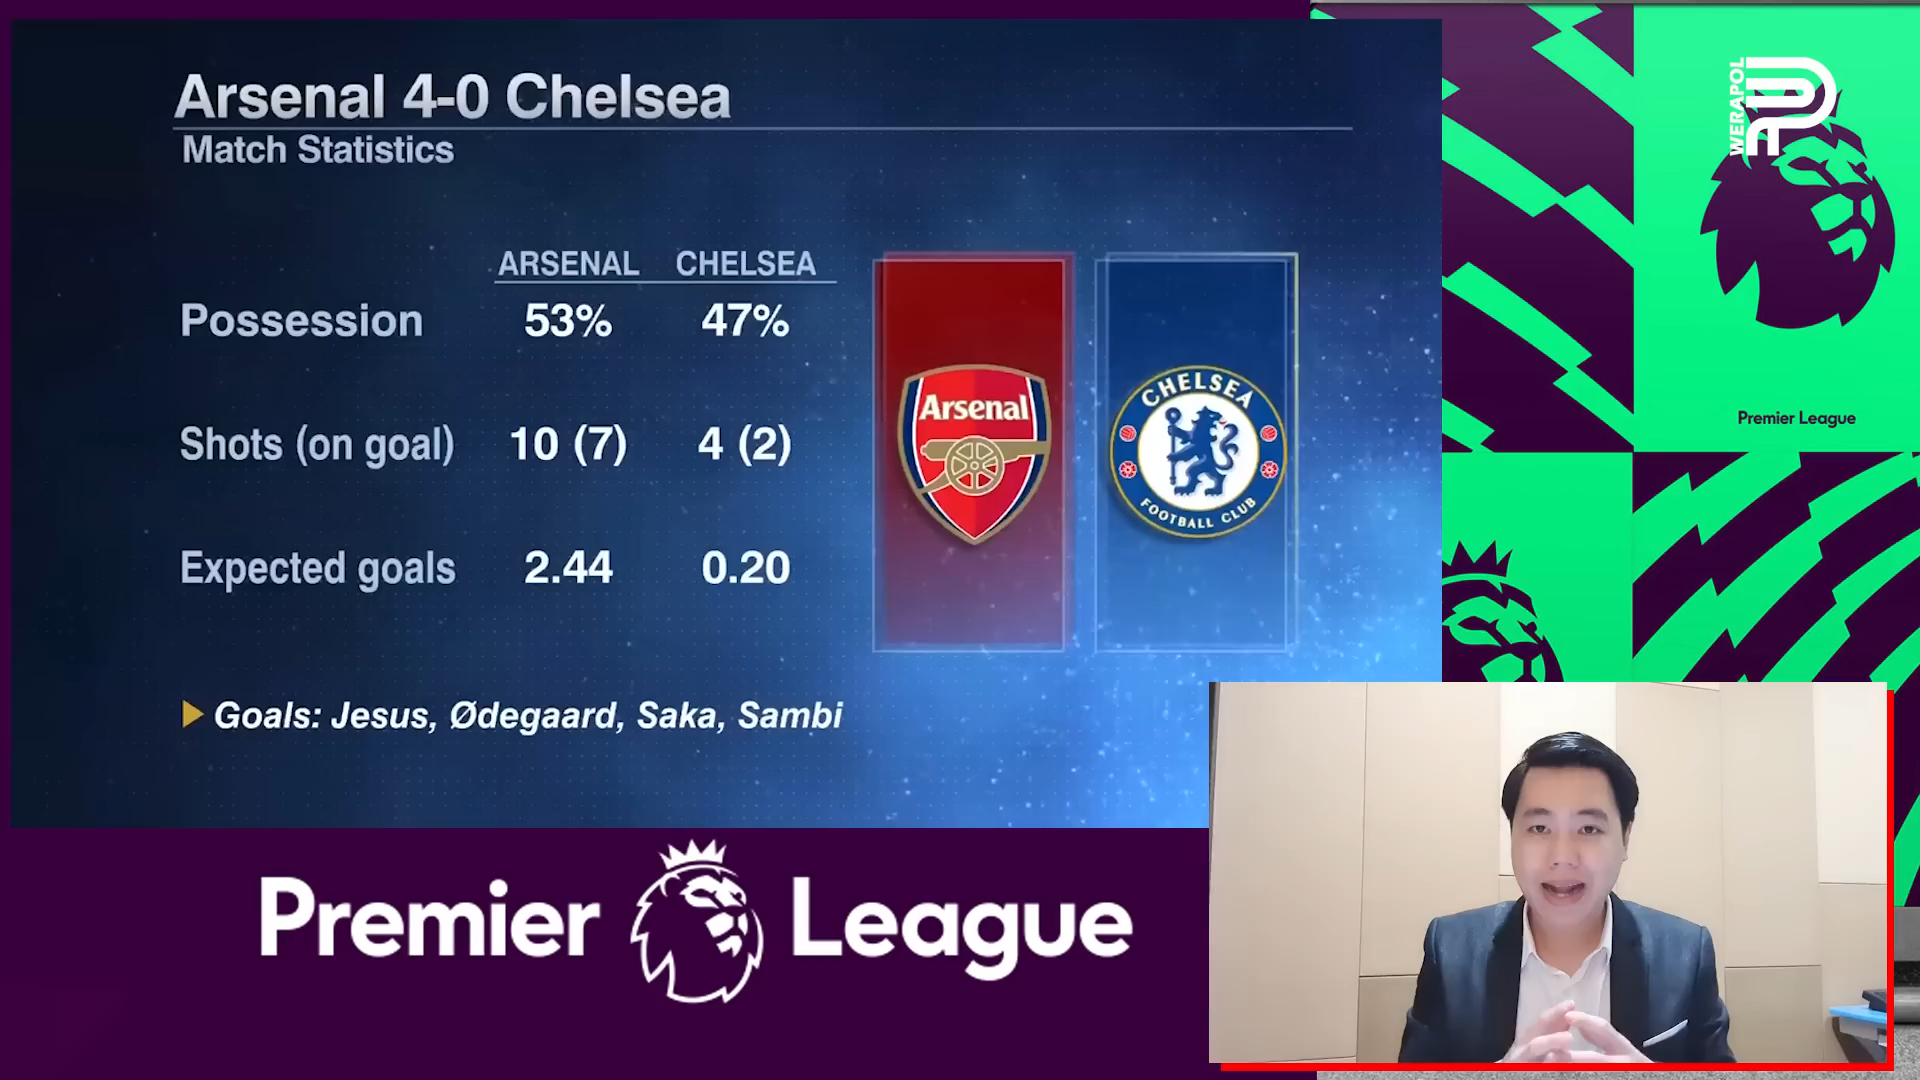 Arsenal 4-0 Chelsea
Match Statistics
ARSENAL CHELSEA
Possession 53% 47%
Shots (on goal) 10 (7) 4 (2)
Expected goals 2.44 0.20
Goals: Jesus, Ødegaard, Saka, Sambi
Arsenal
CHELSEA
FOOTBALL CLUB
WERAPOL
Premier League
Premier League